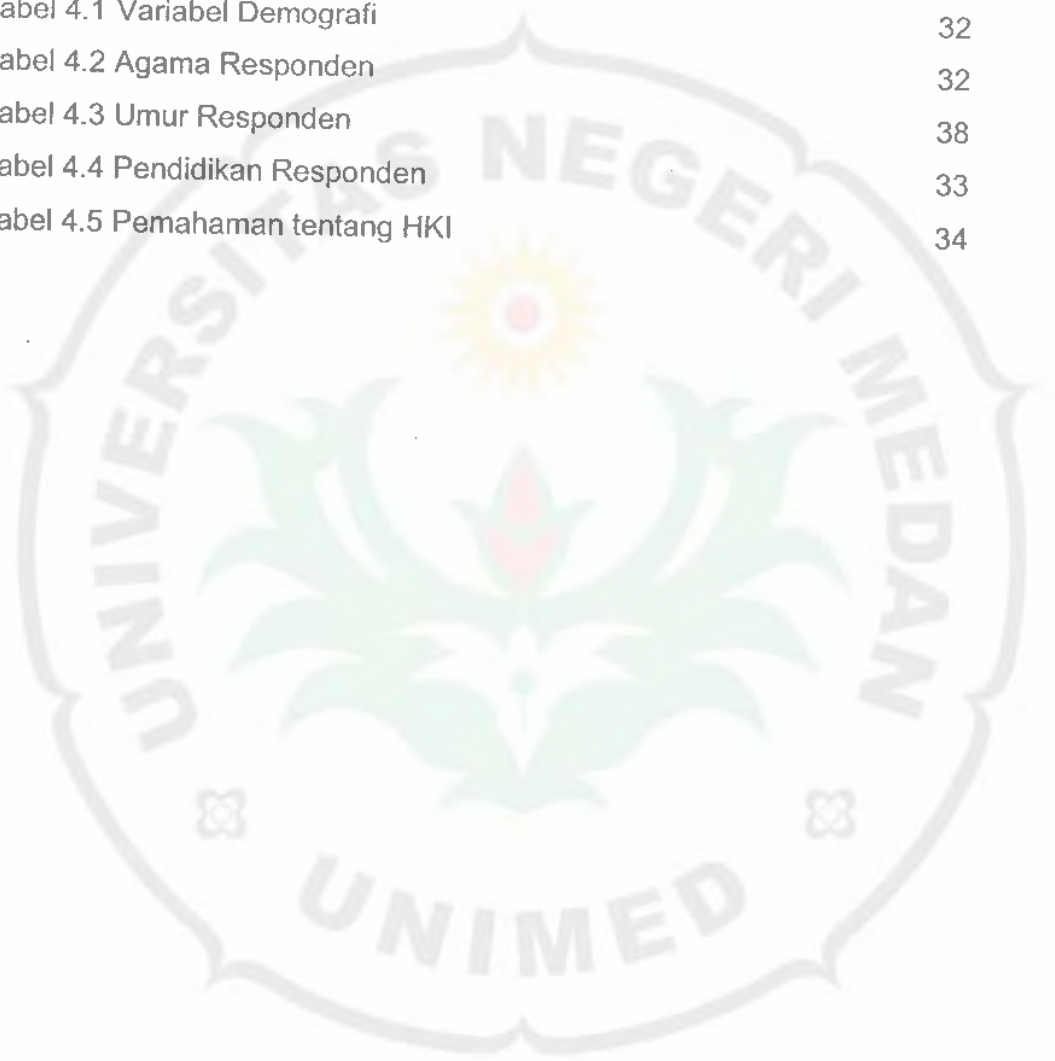 abel 4.1 Variabel Demografi 32
abel 4.2 Agama Responden 32
abel 4.3 Umur Responden 38
abel 4.4 Pendidikan Responden 33
abel 4.5 Pemahaman tentang HKI 34
UNIVERSITAS NEGERI MEDAN
UNIMED